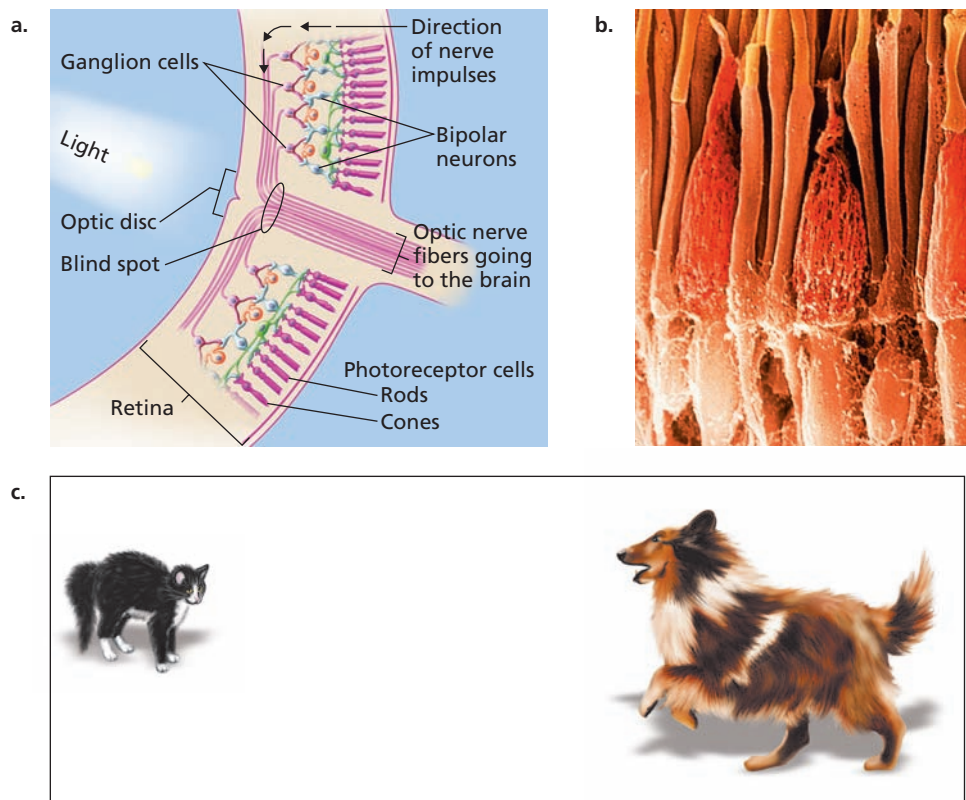 a.
Direction
of nerve
impulses
Ganglion cells
Bipolar
neurons
Light
Optic disc
Blind spot
Optic nerve
fibers going
to the brain
Photoreceptor cells
Rods
Cones
Retina
b.
c.